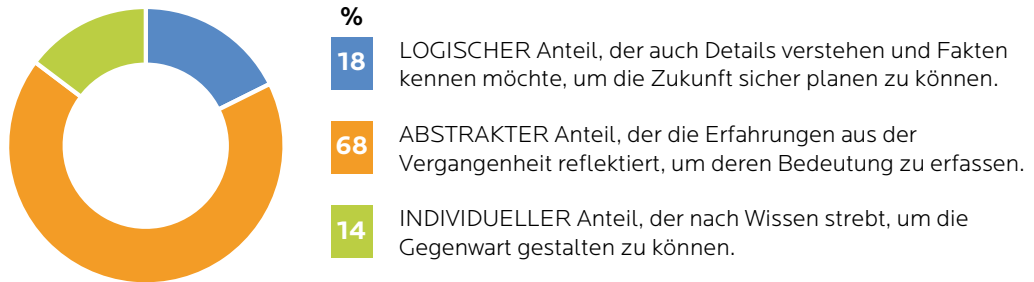 %
18
LOGISCHER Anteil, der auch Details verstehen und Fakten
kennen möchte, um die Zukunft sicher planen zu können.
68
ABSTRAKTER Anteil, der die Erfahrungen aus der
Vergangenheit reflektiert, um deren Bedeutung zu erfassen.
14
INDIVIDUELLER Anteil, der nach Wissen strebt, um die
Gegenwart gestalten zu können.